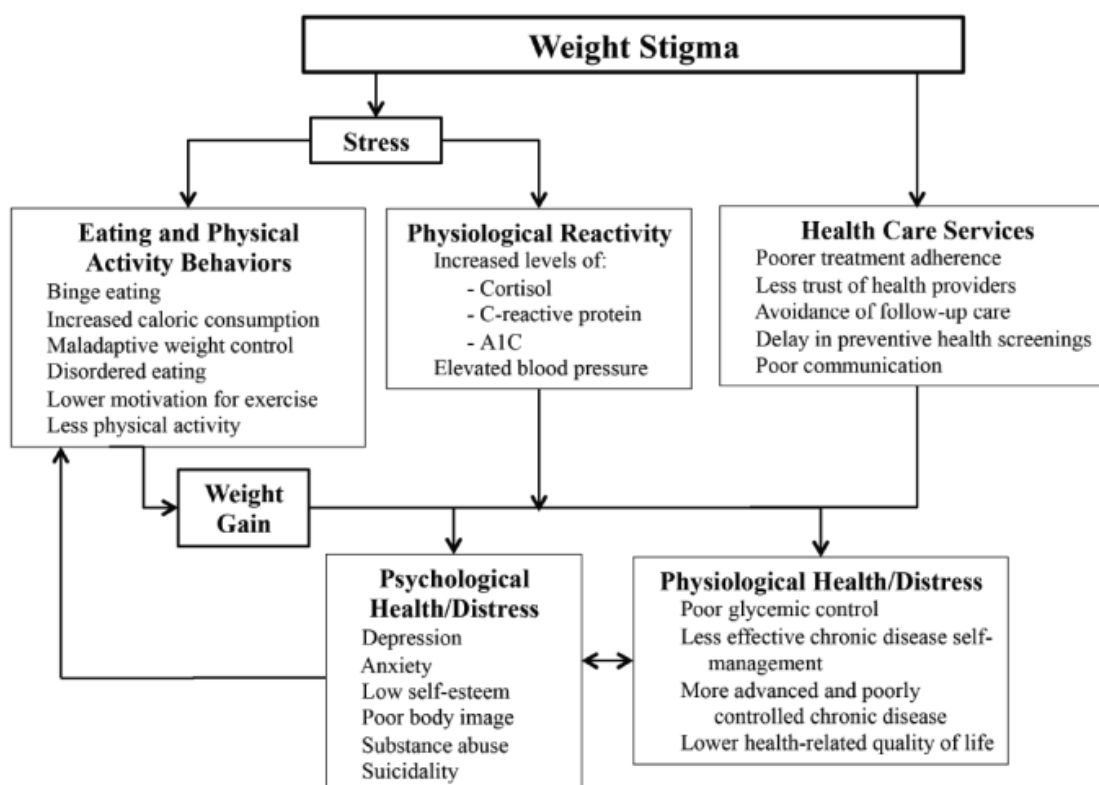 Weight Stigma
Stress
Eating and Physical
Activity Behaviors
Binge eating
Increased caloric consumption
Maladaptive weight control
Disordered eating
Lower motivation for exercise
Less physical activity
Physiological Reactivity
Increased levels of:
- Cortisol
- C-reactive protein
- A1C
Elevated blood pressure
Health Care Services
Poorer treatment adherence
Less trust of health providers
Avoidance of follow-up care
Delay in preventive health screenings
Poor communication
Weight
Gain
Psychological
Health/Distress
Depression
Anxiety
Low self-esteem
Poor body image
Substance abuse
Suicidality
Physiological Health/Distress
Poor glycemic control
Less effective chronic disease self-
management
More advanced and poorly
controlled chronic disease
Lower health-related quality of life